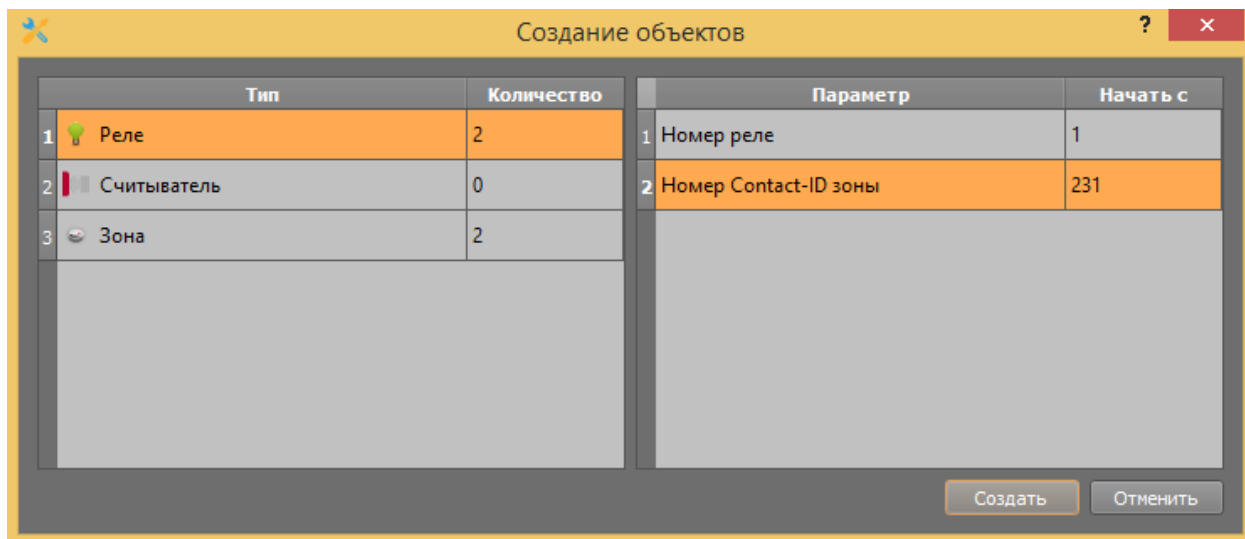 Создание объектов ?
Тип Количество Параметр Начать с
1 Реле 2 1 Номер реле 1
2 Считыватель 0 2 Номер Contact-ID зоны 231
3 Зона 2
Создать Отменить